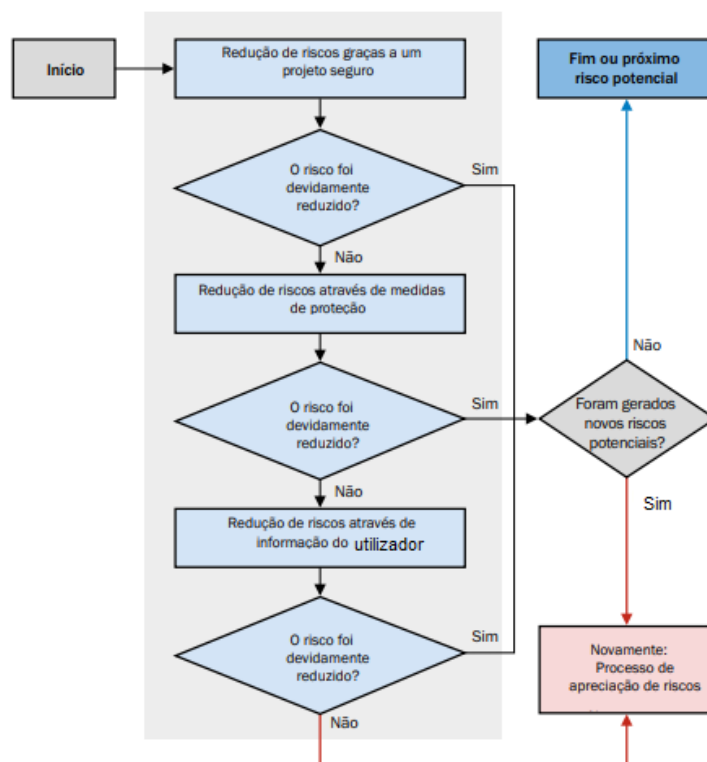 Início
Redução de riscos graças a um
projeto seguro
Fim ou próximo
risco potencial
O risco foi
devidamente
reduzido?
Sim
Não
Redução de riscos através de medidas
de proteção
O risco foi
devidamente
reduzido?
Sim
Não
Foram gerados
novos riscos
potenciais?
Não
Sim
Redução de riscos através de
informação do utilizador
O risco foi
devidamente
reduzido?
Sim
Não
Novamente:
Processo de
apreciação de riscos